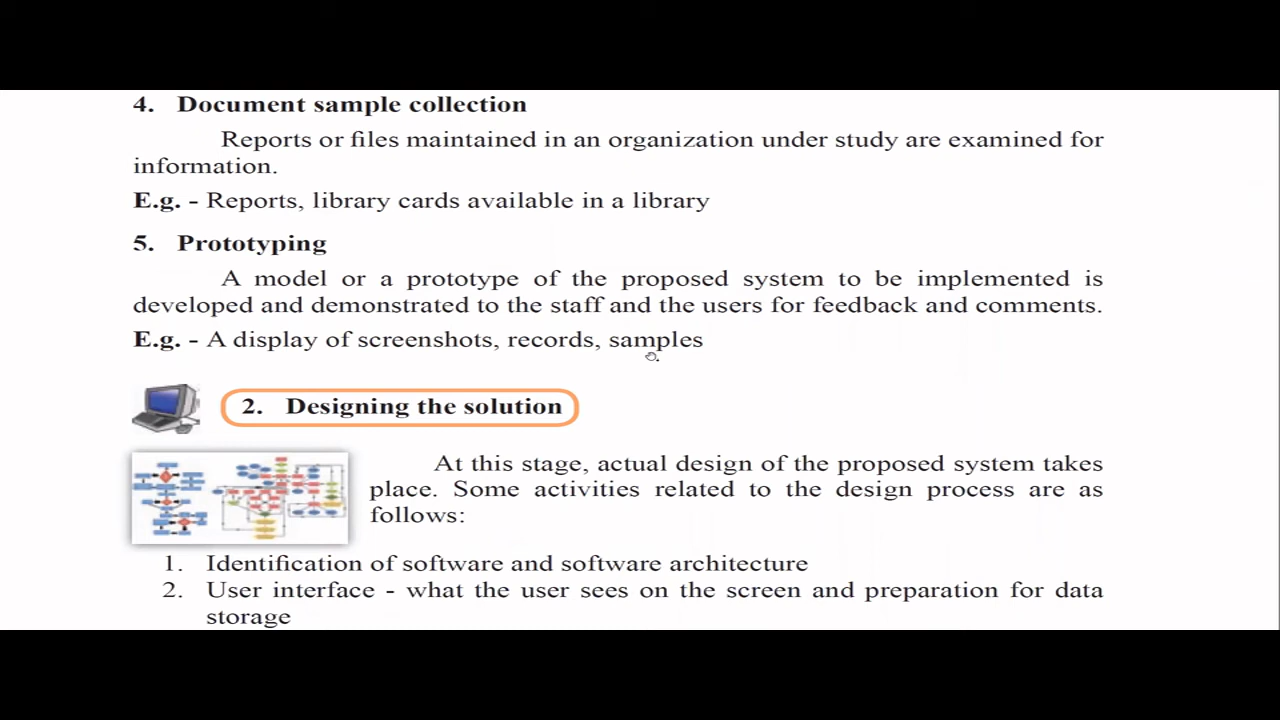 4. Document sample collection
Reports or files maintained in an organization under study are examined for
information.
E.g. - Reports, library cards available in a library
5. Prototyping
A model or a prototype of the proposed system to be implemented is
developed and demonstrated to the staff and the users for feedback and comments.
E.g. - A display of screenshots, records, samples
2. Designing the solution
At this stage, actual design of the proposed system takes
place. Some activities related to the design process are as
follows:
1. Identification of software and software architecture
2. User interface - what the user sees on the screen and preparation for data
storage